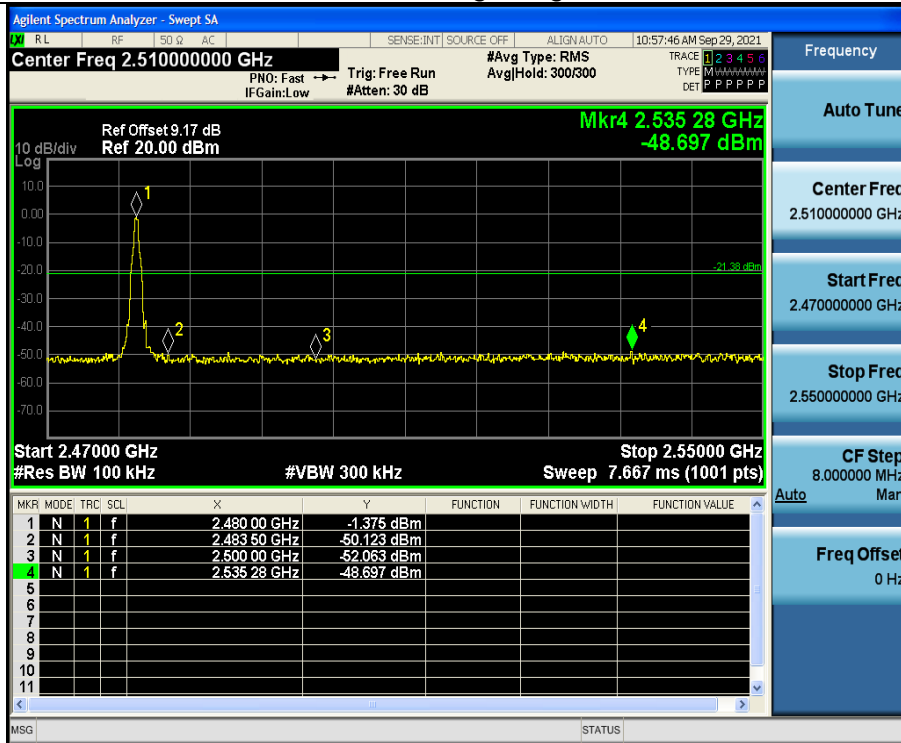 Agilent Spectrum Analyzer - Swept SA
LXI RL RF 50 Ω AC SENSE:INT SOURCE OFF ALIGNAUTO 10:57:46 AM Sep 29, 2021
Center Freq 2.510000000 GHz
PNO: Fast
IFGain:Low
Trig: Free Run
#Atten: 30 dB
#Avg Type: RMS
Avg|Hold: 300/300
TRACE 1 2 3 4 5 6
TYPE M
DET P P P P P P
Mkr4 2.535 28 GHz
-48.697 dBm
Ref Offset 9.17 dB
10 dB/div Ref 20.00 dBm
Log
10.0
0.00
-10.0
-20.0
-30.0
-40.0
-50.0
-60.0
-70.0
1
2
3
4
-21.38 dBm
Start 2.47000 GHz Stop 2.55000 GHz
#Res BW 100 kHz #VBW 300 kHz Sweep 7.667 ms (1001 pts)
MKR MODE TRC SCL X Y FUNCTION FUNCTION WIDTH FUNCTION VALUE
1 N 1 f 2.480 00 GHz -1.375 dBm
2 N 1 f 2.483 50 GHz -50.123 dBm
3 N 1 f 2.500 00 GHz -52.063 dBm
4 N 1 f 2.535 28 GHz -48.697 dBm
5
6
7
8
9
10
11
MSG STATUS
Frequency
Auto Tune
Center Freq
2.510000000 GHz
Start Freq
2.470000000 GHz
Stop Freq
2.550000000 GHz
CF Step
8.000000 MHz
Auto Man
Freq Offset
0 Hz